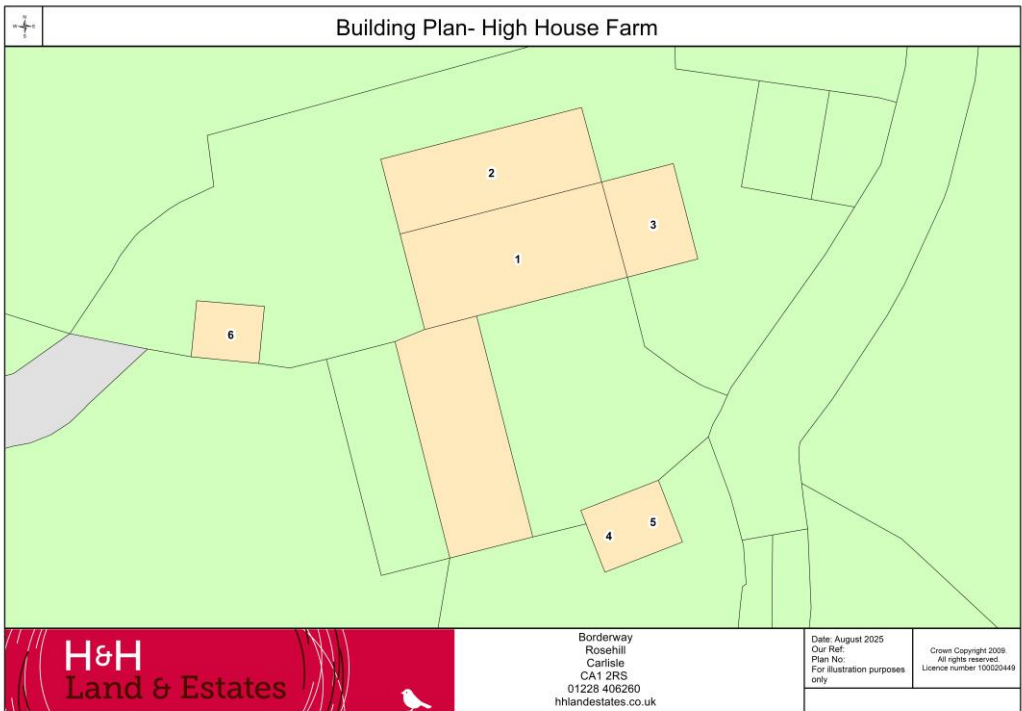 Building Plan- High House Farm
2
3
1
6
5
4
H&H
Land & Estates
Borderway
Rosehill
Carlisle
CA1 2RS
01228 406260
hhlandestates.co.uk
Date: August 2025
Our Ref:
Plan No:
For illustration purposes
only
Crown Copyright 2009.
All rights reserved.
Licence number 100020449